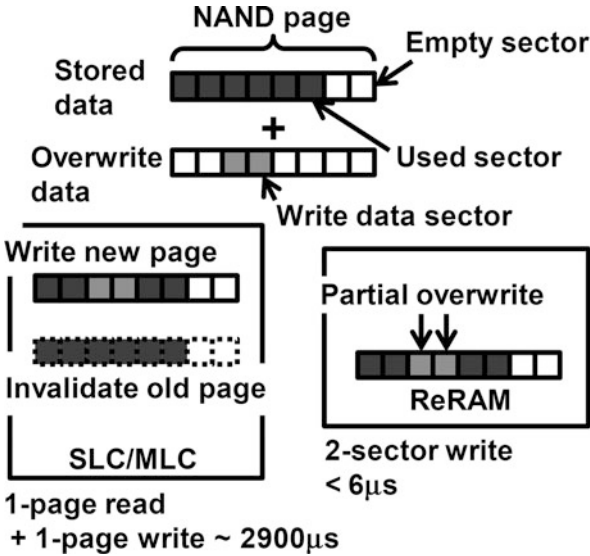 NAND page
Empty sector
Stored
data
+
Overwrite
data
Used sector
Write data sector
Write new page
Invalidate old page
SLC/MLC
1-page read
+ 1-page write ~ 2900μs
Partial overwrite
ReRAM
2-sector write
< 6μs